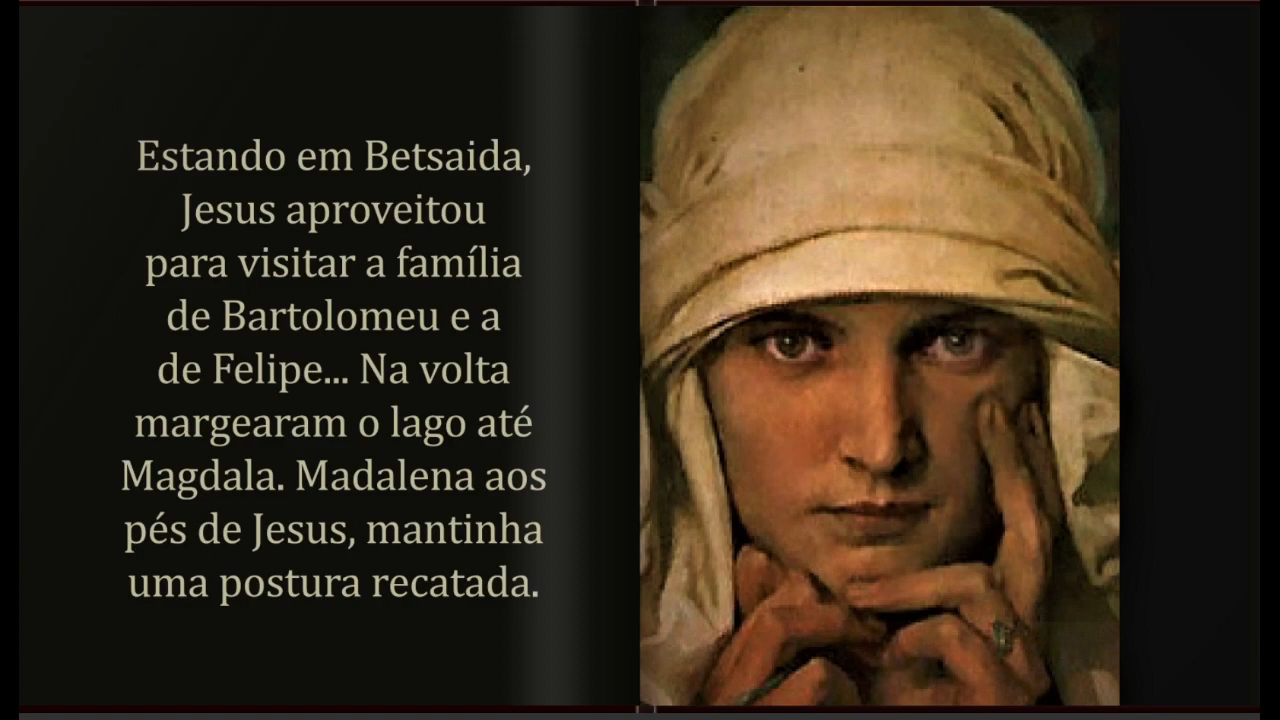 Estando em Betsaida,
Jesus aproveitou
para visitar a família
de Bartolomeu e a
de Felipe... Na volta
margearam o lago até
Magdala. Madalena aos
pés de Jesus, mantinha
uma postura recatada.